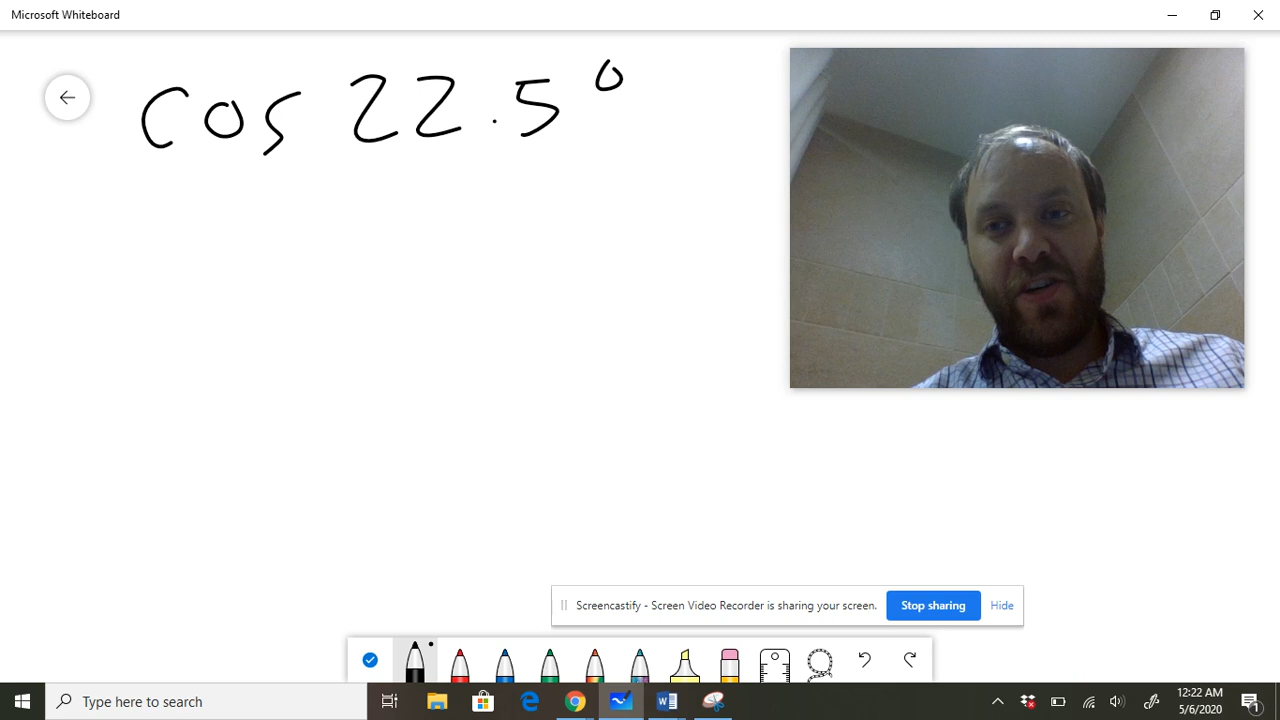 Microsoft Whiteboard
cos 22.5°
Screencastify - Screen Video Recorder is sharing your screen. Stop sharing Hide
Type here to search
12:22 AM
5/6/2020
1